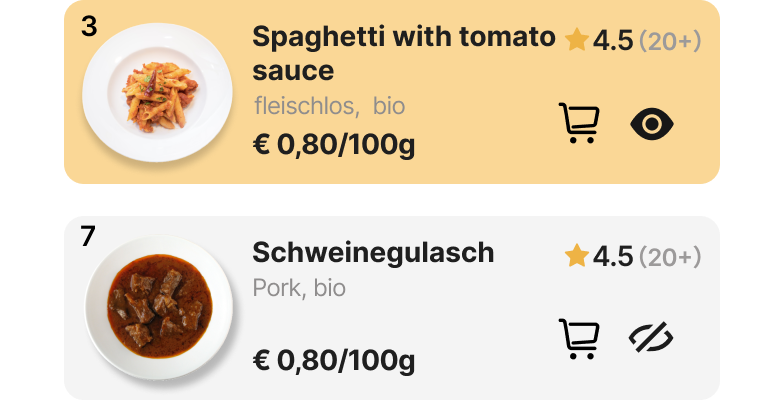 3
Spaghetti with tomato
sauce
4.5 (20+)
fleischlos, bio
€ 0,80/100g
7
Schweinegulasch
4.5 (20+)
Pork, bio
€ 0,80/100g